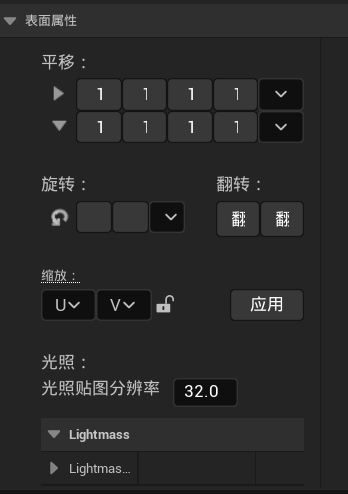 表面属性
平移：
1 1 1 1
1 1 1 1
旋转： 翻转：
翻 翻
缩放：
U V 应用
光照：
光照贴图分辨率 32.0
Lightmass
Lightmas...